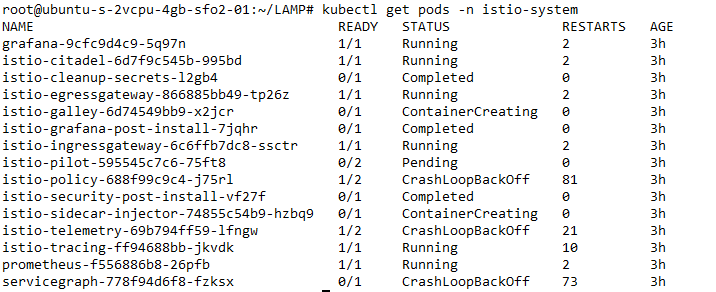 root@ubuntu-s-2vcpu-4gb-sfo2-01:~/LAMP# kubectl get pods -n istio-system
NAME READY STATUS RESTARTS AGE
grafana-9cfc9d4c9-5q97n 1/1 Running 2 3h
istio-citadel-6d7f9c545b-995bd 1/1 Running 2 3h
istio-cleanup-secrets-l2gb4 0/1 Completed 0 3h
istio-egressgateway-866885bb49-tp26z 1/1 Running 2 3h
istio-galley-6d74549bb9-x2jcr 0/1 ContainerCreating 0 3h
istio-grafana-post-install-7jqhr 0/1 Completed 0 3h
istio-ingressgateway-6c6ffb7dc8-ssctr 1/1 Running 2 3h
istio-pilot-595545c7c6-75ft8 0/2 Pending 0 3h
istio-policy-688f99c9c4-j75rl 1/2 CrashLoopBackOff 81 3h
istio-security-post-install-vf27f 0/1 Completed 0 3h
istio-sidecar-injector-74855c54b9-hzbq9 0/1 ContainerCreating 0 3h
istio-telemetry-69b794ff59-lfngw 1/2 CrashLoopBackOff 21 3h
istio-tracing-ff94688bb-jkvdk 1/1 Running 10 3h
prometheus-f556886b8-26pfb 1/1 Running 2 3h
servicegraph-778f94d6f8-fzksx 0/1 CrashLoopBackOff 73 3h